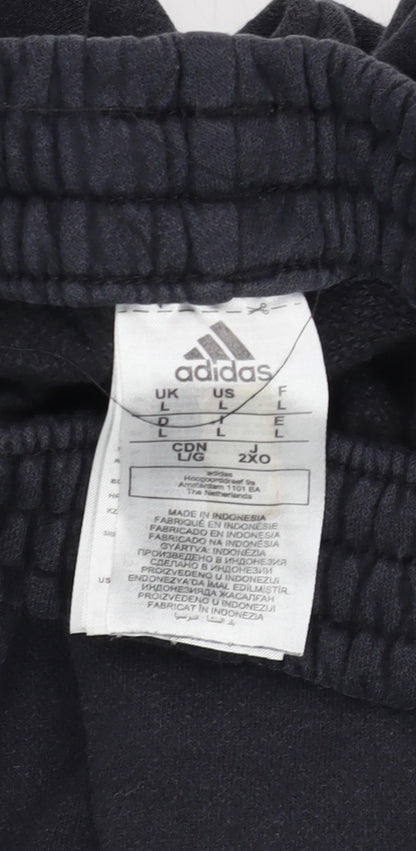 adidas
UK US F
L L L
D I E
L L L
CDN J
L/G 2XO
adidas
Hoogoorddreef 9a
Amsterdam 1101 BA
The Netherlands
MADE IN INDONESIA
FABRIQUÉ EN INDONÉSIE
FABRICADO EN INDONESIA
FABRICADO NA INDONÉSIA
GYÁRTVA: INDONÉZIA
ПРОИЗВЕДЕНО В ИНДОНЕЗИЯ
СДЕЛАНО В ИНДОНЕЗИИ
PROIZVEDENO U INDONEZIJI
ENDONEZYA'DA İMAL EDİLMİŞTİR
ИНДОНЕЗИЯДА ЖАСАЛҒАН
PROIZVEDENO U INDONEZIJI
FABRICAT ÎN INDONEZIA
US